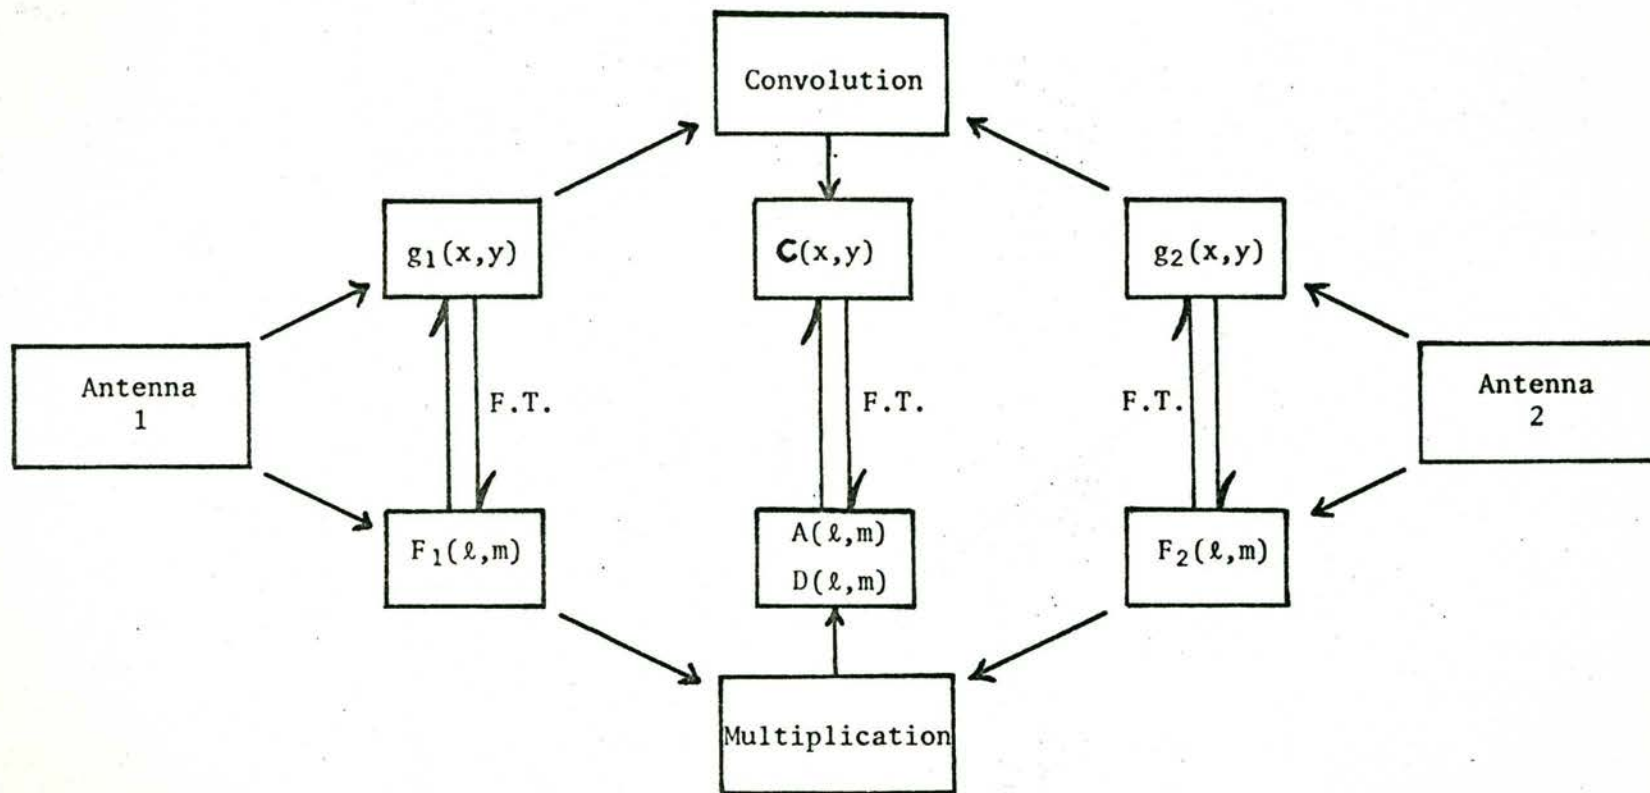 Convolution
g₁(x,y)
C(x,y)
g₂(x,y)
Antenna
1
F.T.
F.T.
F.T.
Antenna
2
F₁(ℓ,m)
A(ℓ,m)
D(ℓ,m)
F₂(ℓ,m)
Multiplication